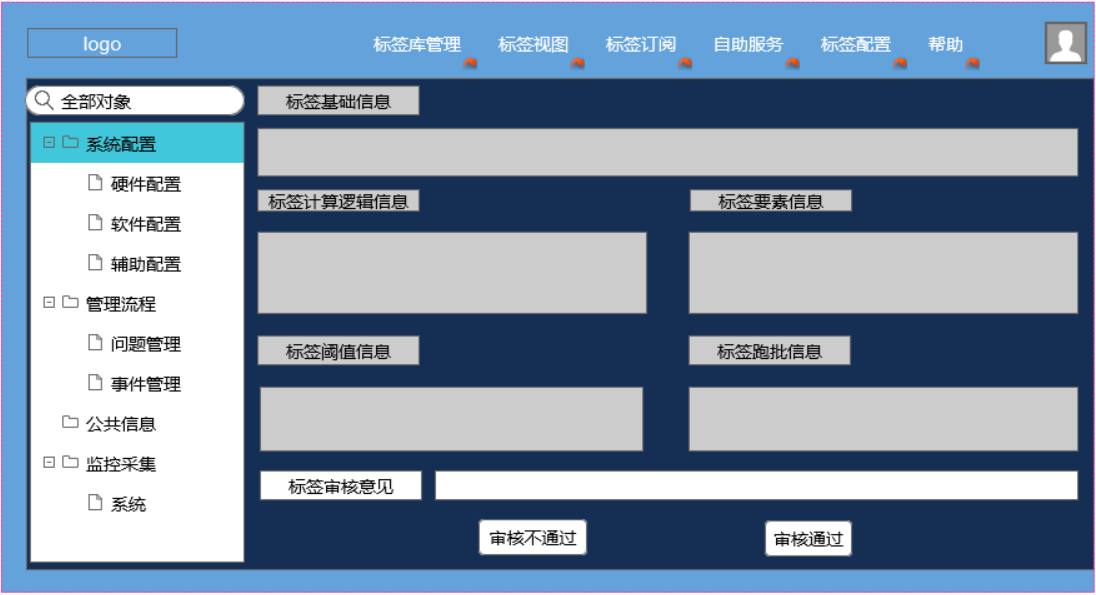 logo
标签库管理 标签视图 标签订阅 自助服务 标签配置 帮助
全部对象
标签基础信息
系统配置
硬件配置
软件配置
辅助配置
管理流程
问题管理
事件管理
公共信息
监控采集
系统
标签计算逻辑信息 标签要素信息
标签阈值信息 标签跑批信息
标签审核意见
审核不通过 审核通过